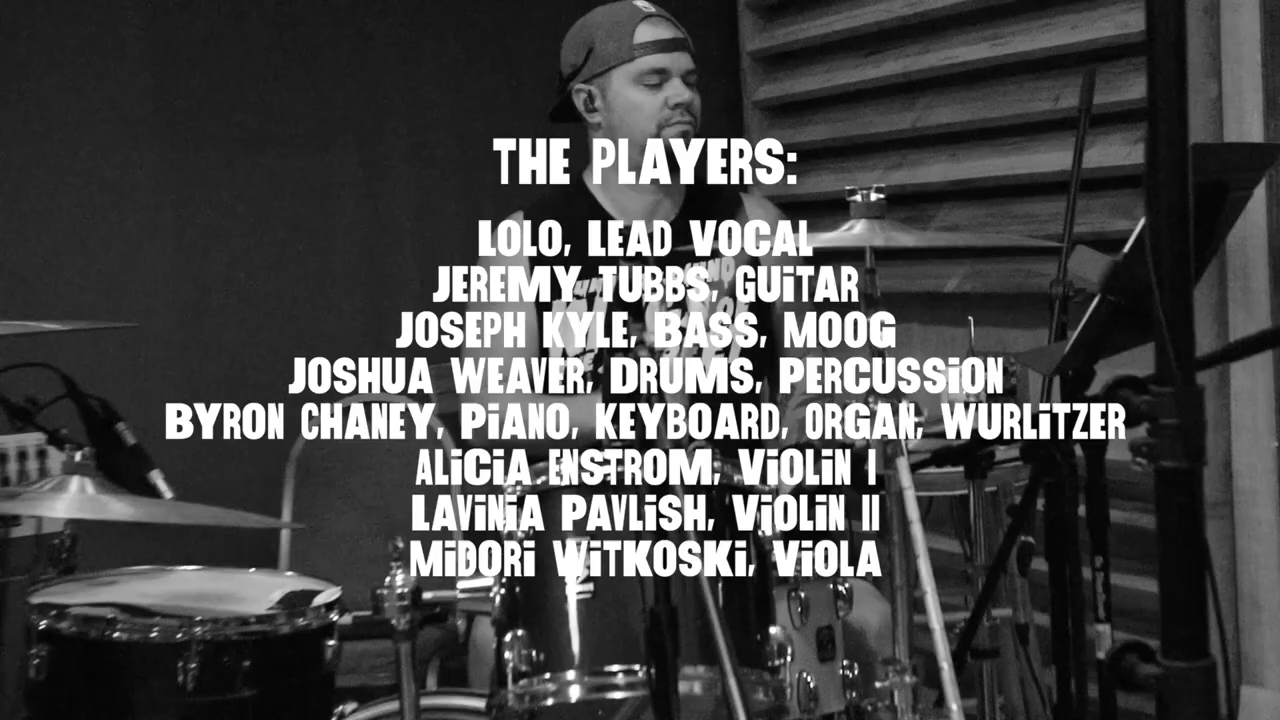 THE PLAYERS:
LOLO, LEAD VOCAL
JEREMY TUBBS, GUiTAR
JOSEPH KYLE, BASS, MOOG
JOSHUA WEAVER, DRUMS, PERCUSSiON
BYRON CHANEY, PiANO, KEYBOARD, ORGAN, WURLiTZER
ALiCiA ENSTROM, ViOLiN I
LAViNiA PAVLiSH, ViOLiN II
MiDORi WiTKOSKi, ViOLA